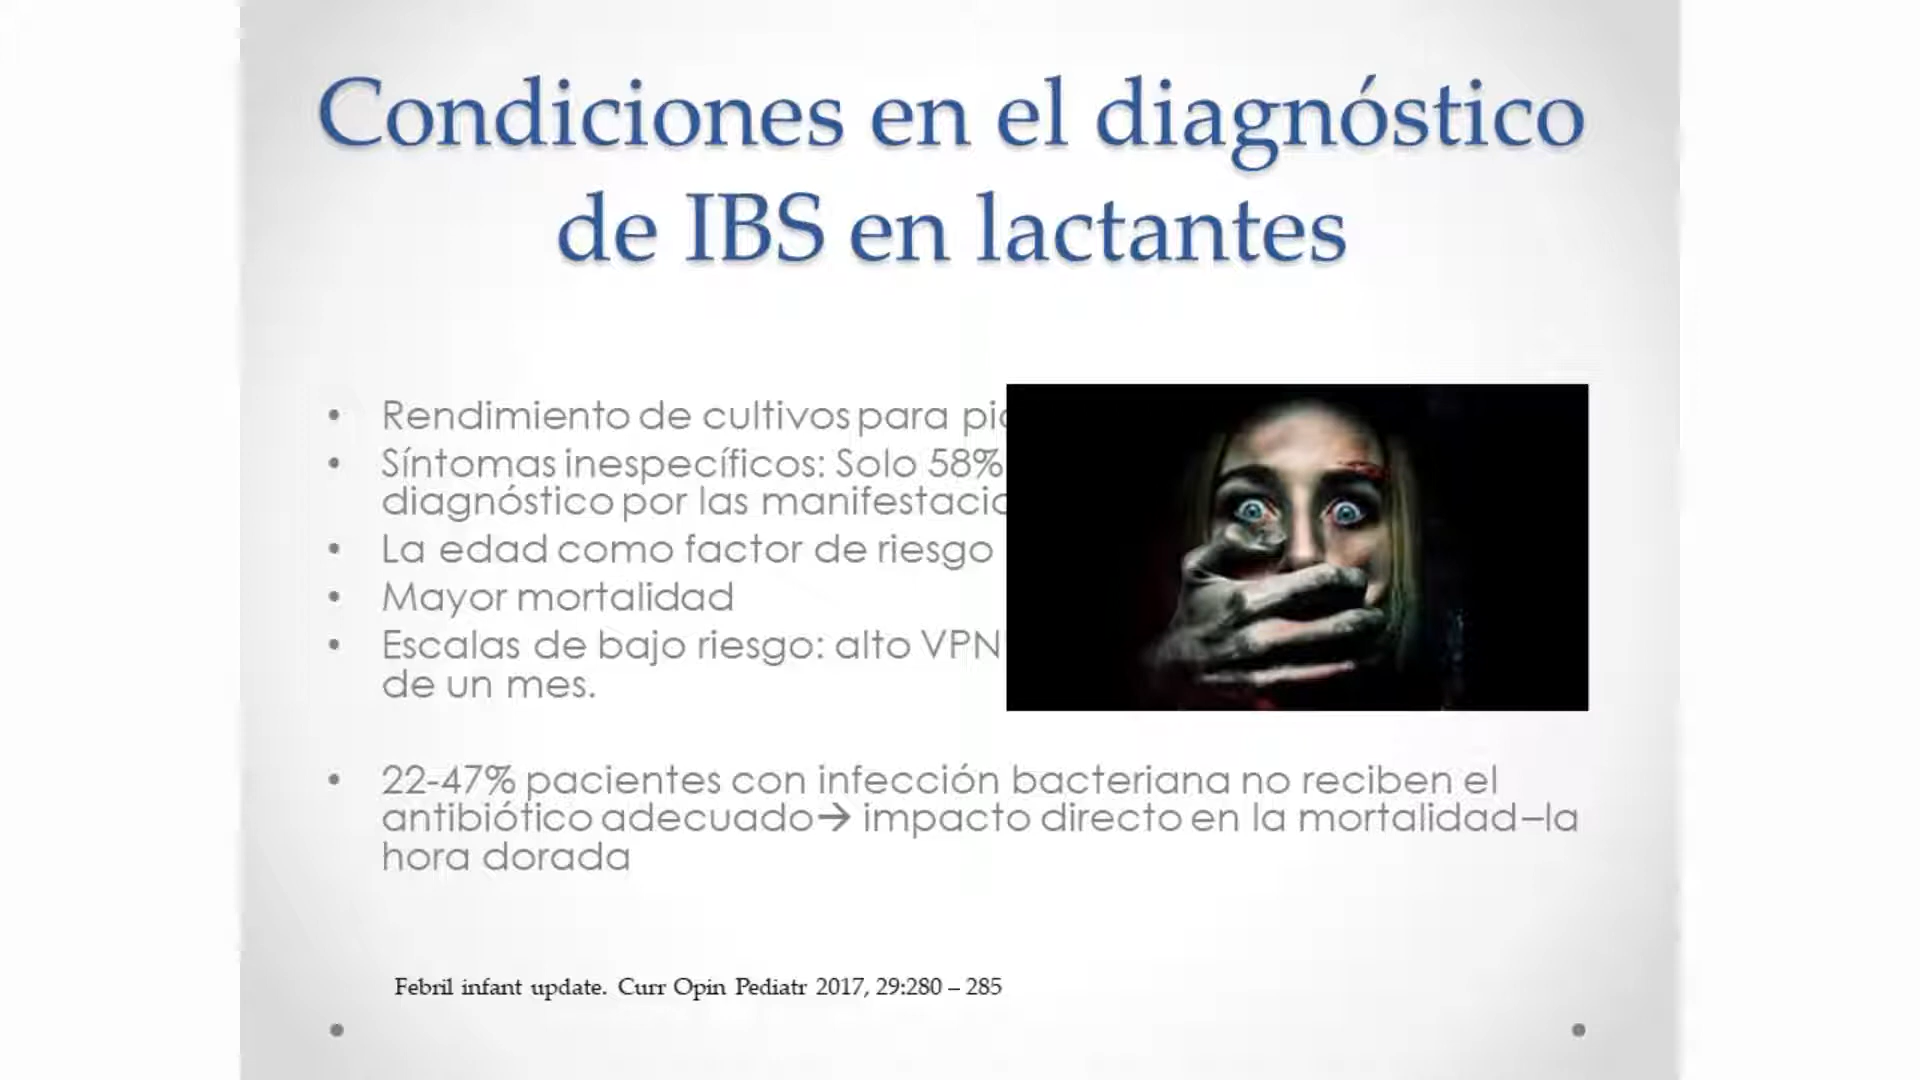 Condiciones en el diagnóstico
de IBS en lactantes
• Rendimiento de cultivos para
• Síntomas inespecíficos: Solo 58%
diagnóstico por las
• La edad como factor de riesgo
• Mayor mortalidad
• Escalas de bajo riesgo: alto VPN
de un mes.
• 22-47% pacientes con infección bacteriana no reciben el
antibiótico adecuado→ impacto directo en la mortalidad–la
hora dorada
Febril infant update. Curr Opin Pediatr 2017, 29:280 – 285